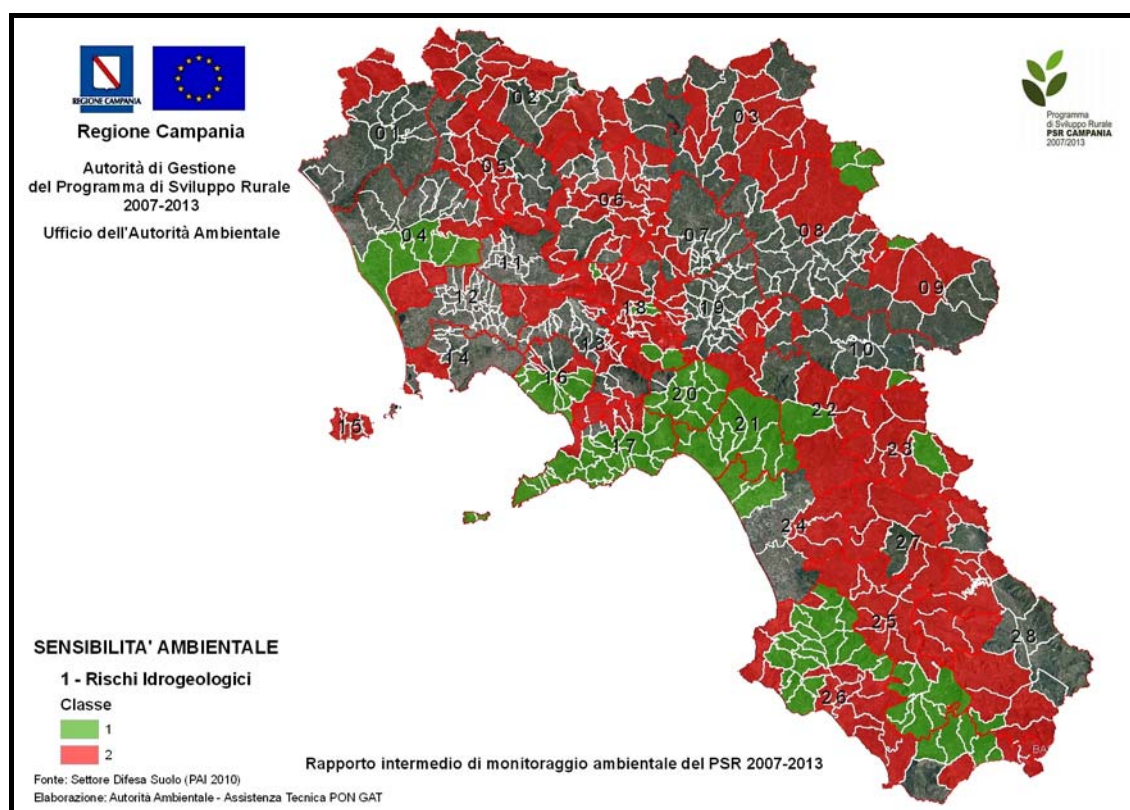 REGIONE CAMPANIA
Regione Campania
Autorità di Gestione
del Programma di Sviluppo Rurale
2007-2013
Ufficio dell'Autorità Ambientale
Programma
di Sviluppo Rurale
PSR CAMPANIA
2007/2013
01
02
03
04
05
06
07
08
09
10
11
12
13
14
15
16
17
18
19
20
21
22
23
24
25
26
27
28
BA
SENSIBILITA' AMBIENTALE
1 - Rischi Idrogeologici
Classe
1
2
Fonte: Settore Difesa Suolo (PAI 2010)
Elaborazione: Autorità Ambientale - Assistenza Tecnica PON GAT
Rapporto intermedio di monitoraggio ambientale del PSR 2007-2013